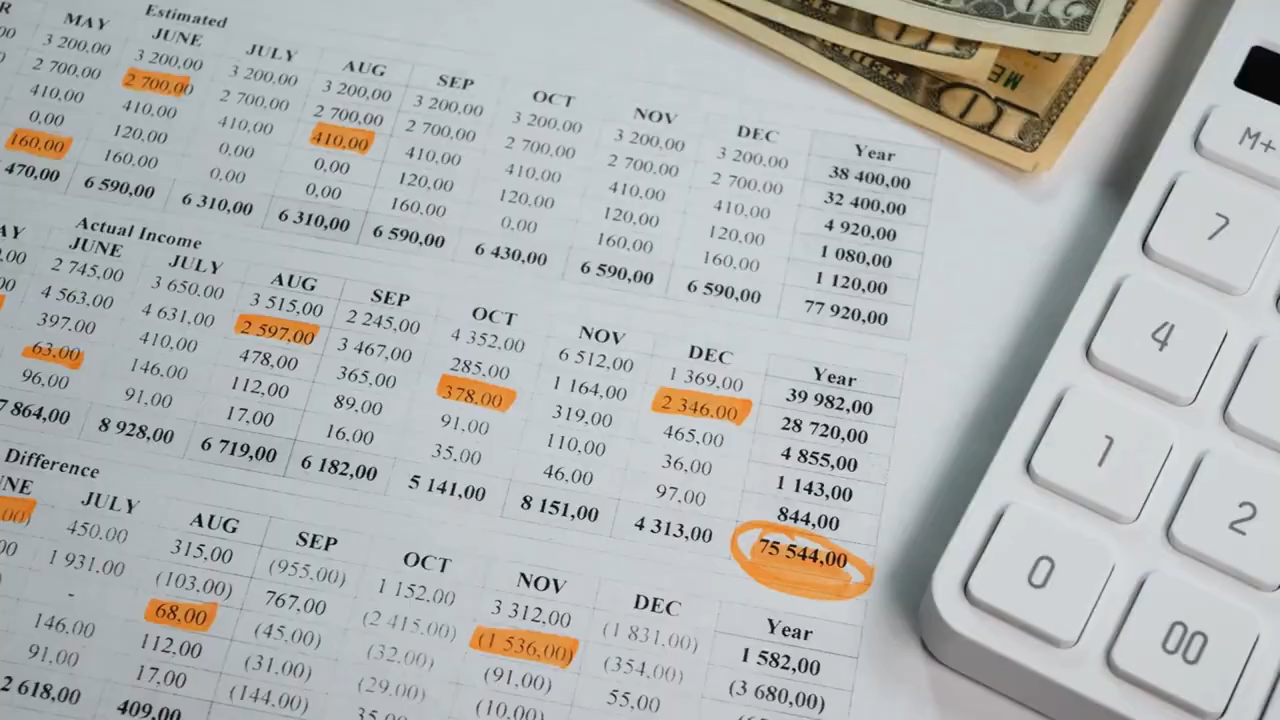 Estimated
MAY JUNE JULY AUG SEP OCT NOV DEC Year
3 200,00 3 200,00 3 200,00 3 200,00 3 200,00 3 200,00 3 200,00 3 200,00 38 400,00
2 700,00 2 700,00 2 700,00 2 700,00 2 700,00 2 700,00 2 700,00 2 700,00 32 400,00
410,00 410,00 410,00 410,00 410,00 410,00 410,00 410,00 4 920,00
0,00 120,00 0,00 0,00 120,00 120,00 120,00 120,00 1 080,00
160,00 160,00 0,00 0,00 160,00 0,00 160,00 160,00 1 120,00
470,00 6 590,00 6 310,00 6 310,00 6 590,00 6 430,00 6 590,00 6 590,00 77 920,00
Actual Income
JUNE JULY AUG SEP OCT NOV DEC Year
2 745,00 3 650,00 3 515,00 2 245,00 4 352,00 6 512,00 1 369,00 39 982,00
4 563,00 4 631,00 2 597,00 3 467,00 285,00 1 164,00 2 346,00 28 720,00
397,00 410,00 478,00 365,00 378,00 319,00 465,00 4 855,00
63,00 146,00 112,00 89,00 91,00 110,00 36,00 1 143,00
96,00 91,00 17,00 16,00 35,00 46,00 97,00 844,00
7 864,00 8 928,00 6 719,00 6 182,00 5 141,00 8 151,00 4 313,00 75 544,00
Difference
JULY AUG SEP OCT NOV DEC Year
450,00 315,00 (955,00) 1 152,00 3 312,00 (1 831,00) 1 582,00
1 931,00 (103,00) 767,00 (2 415,00) (1 536,00) (354,00) (3 680,00)
- 68,00 (45,00) (32,00) (91,00) 55,00
146,00 112,00 (31,00) (29,00) (10,00)
91,00 17,00 (144,00) 35,00
2 618,00 409,00
M+
7
4
1 2
0 00